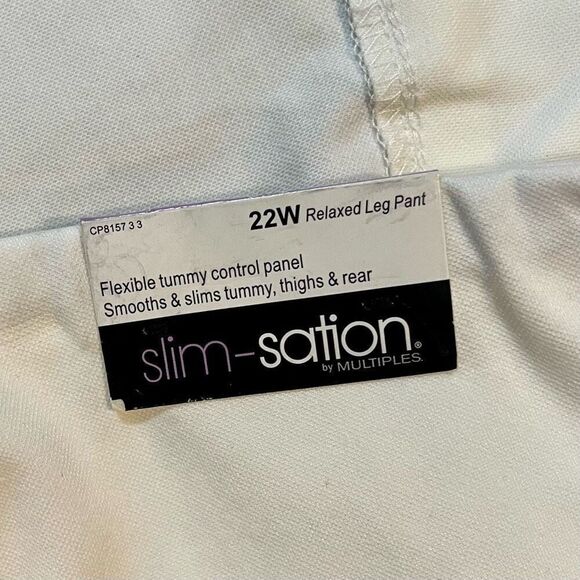 CP8157 3 3
22W Relaxed Leg Pant
Flexible tummy control panel
Smooths & slims tummy, thighs & rear
slim-sation®
by MULTIPLES